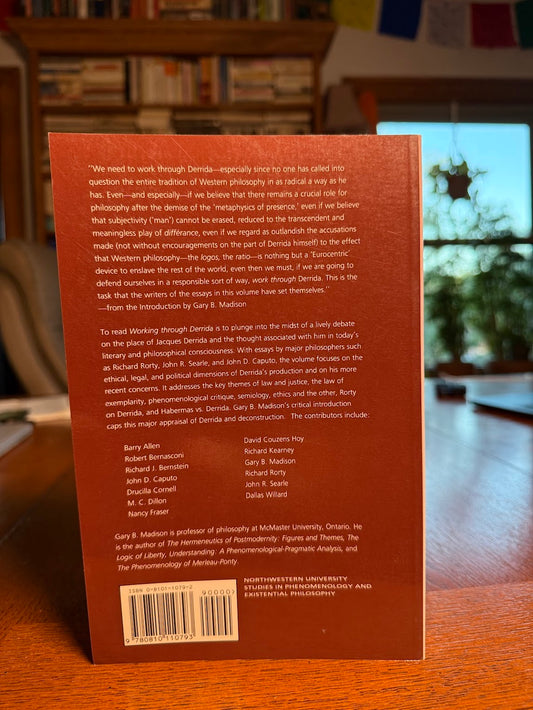 "We need to work through Derrida—especially since no one has called into
question the entire tradition of Western philosophy in as radical a way as
he has. Even—and especially—if we believe that there remains a crucial role for
philosophy after the demise of the 'metaphysics of presence,' even if we believe
that subjectivity ('man') cannot be erased, reduced to the transcendent and
meaningless play of différance, even if we regard as outlandish the accusations
made (not without encouragements on the part of Derrida himself) to the effect
that Western philosophy—the logos, the ratio—is nothing but a 'Eurocentric'
device to enslave the rest of the world, even then we must, if we are going to
defend ourselves in a responsible sort of way, work through Derrida. This is the
task that the writers of the essays in this volume have set themselves."
—from the Introduction by Gary B. Madison
To read Working through Derrida is to plunge into the midst of a lively debate
on the place of Jacques Derrida and the thought associated with him in today's
literary and philosophical consciousness. With essays by major philosophers such
as Richard Rorty, John R. Searle, and John D. Caputo, the volume focuses on the
ethical, legal, and political dimensions of Derrida's production and on his more
recent concerns. It addresses the key themes of law and justice, the law of
exemplarity, phenomenological critique, semiology, ethics and the other, Rorty
on Derrida, and Habermas vs. Derrida. Gary B. Madison's critical introduction
caps this major appraisal of Derrida and deconstruction. The contributors include:
Barry Allen
Robert Bernasconi
Richard J. Bernstein
John D. Caputo
Drucilla Cornell
M. C. Dillon
Nancy Fraser
David Couzens Hoy
Richard Kearney
Gary B. Madison
Richard Rorty
John R. Searle
Dallas Willard
Gary B. Madison is professor of philosophy at McMaster University, Ontario. He
is the author of The Hermeneutics of Postmodernity: Figures and Themes, The
Logic of Liberty, Understanding: A Phenomenological-Pragmatic Analysis, and
The Phenomenology of Merleau-Ponty.
ISBN 0-8101-1079-2
90000>
9 780810 110793
NORTHWESTERN UNIVERSITY
STUDIES IN PHENOMENOLOGY AND
EXISTENTIAL PHILOSOPHY